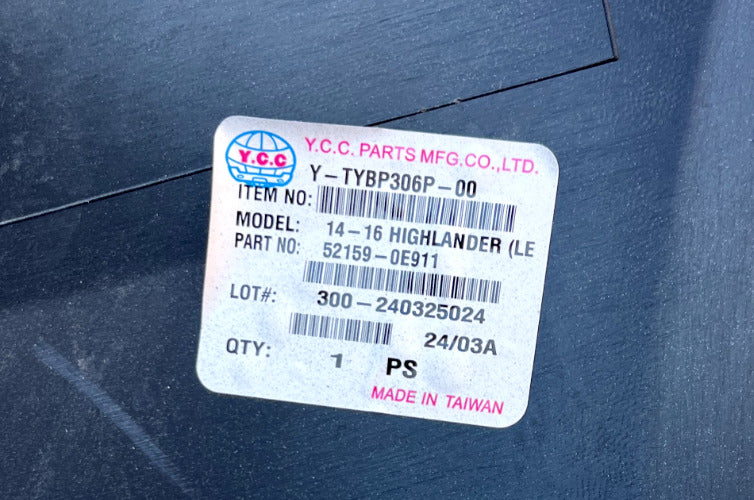 Y.C.C
Y.C.C. PARTS MFG.CO.,LTD.
Y-TYBP306P-00
ITEM NO:
MODEL: 14-16 HIGHLANDER (LE
PART NO: 52159-0E911
LOT#: 300-240325024
24/03A
QTY: 1 PS
MADE IN TAIWAN